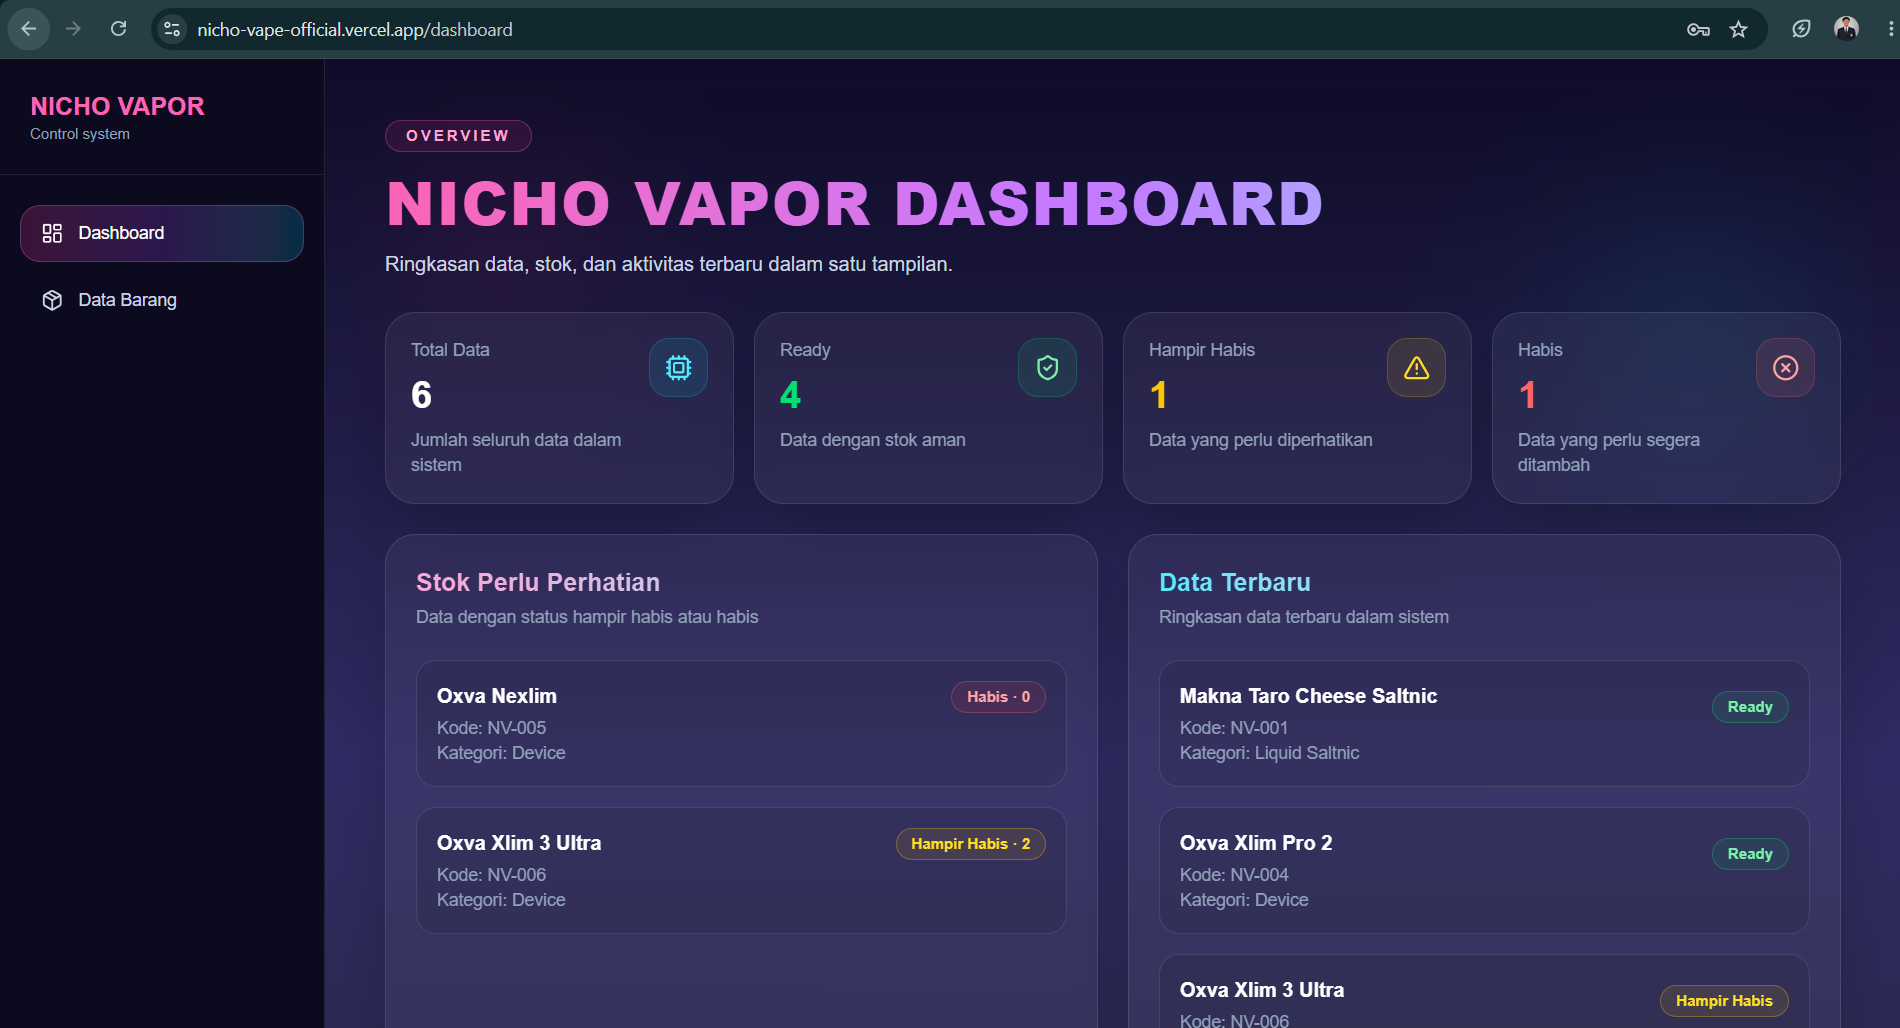 nicho-vape-official.vercel.app/dashboard
NICHO VAPOR
Control system
Dashboard
Data Barang
OVERVIEW
NICHO VAPOR DASHBOARD
Ringkasan data, stok, dan aktivitas terbaru dalam satu tampilan.
Total Data
6
Jumlah seluruh data dalam
sistem
Ready
4
Data dengan stok aman
Hampir Habis
1
Data yang perlu diperhatikan
Habis
1
Data yang perlu segera
ditambah
Stok Perlu Perhatian
Data dengan status hampir habis atau habis
Oxva Nexlim
Habis · 0
Kode: NV-005
Kategori: Device
Oxva Xlim 3 Ultra
Hampir Habis · 2
Kode: NV-006
Kategori: Device
Data Terbaru
Ringkasan data terbaru dalam sistem
Makna Taro Cheese Saltnic
Ready
Kode: NV-001
Kategori: Liquid Saltnic
Oxva Xlim Pro 2
Ready
Kode: NV-004
Kategori: Device
Oxva Xlim 3 Ultra
Hampir Habis
Kode: NV-006